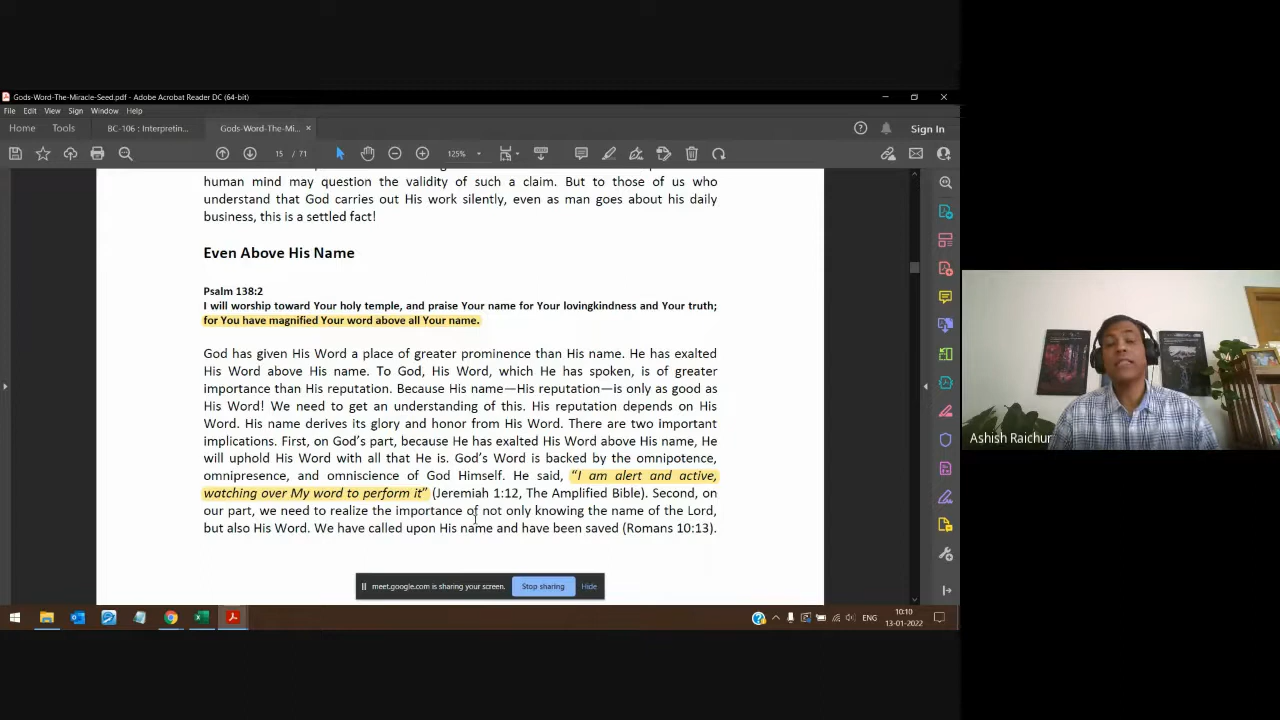 Gods-Word-The-Miracle-Seed.pdf - Adobe Acrobat Reader DC (64-bit)
File Edit View Sign Window Help
Home Tools BC-106 : Interpretin... Gods-Word-The-Mi... × Sign In
15 / 71 125%
human mind may question the validity of such a claim. But to those of us who
understand that God carries out His work silently, even as man goes about his daily
business, this is a settled fact!
Even Above His Name
Psalm 138:2
I will worship toward Your holy temple, and praise Your name for Your lovingkindness and Your truth;
for You have magnified Your word above all Your name.
God has given His Word a place of greater prominence than His name. He has exalted
His Word above His name. To God, His Word, which He has spoken, is of greater
importance than His reputation. Because His name—His reputation—is only as good as
His Word! We need to get an understanding of this. His reputation depends on His
Word. His name derives its glory and honor from His Word. There are two important
implications. First, on God’s part, because He has exalted His Word above His name, He
will uphold His Word with all that He is. God’s Word is backed by the omnipotence,
omnipresence, and omniscience of God Himself. He said, “I am alert and active,
watching over My word to perform it” (Jeremiah 1:12, The Amplified Bible). Second, on
our part, we need to realize the importance of not only knowing the name of the Lord,
but also His Word. We have called upon His name and have been saved (Romans 10:13).
meet.google.com is sharing your screen. Stop sharing Hide
ENG
10:10
13-01-2022
Ashish Raichur